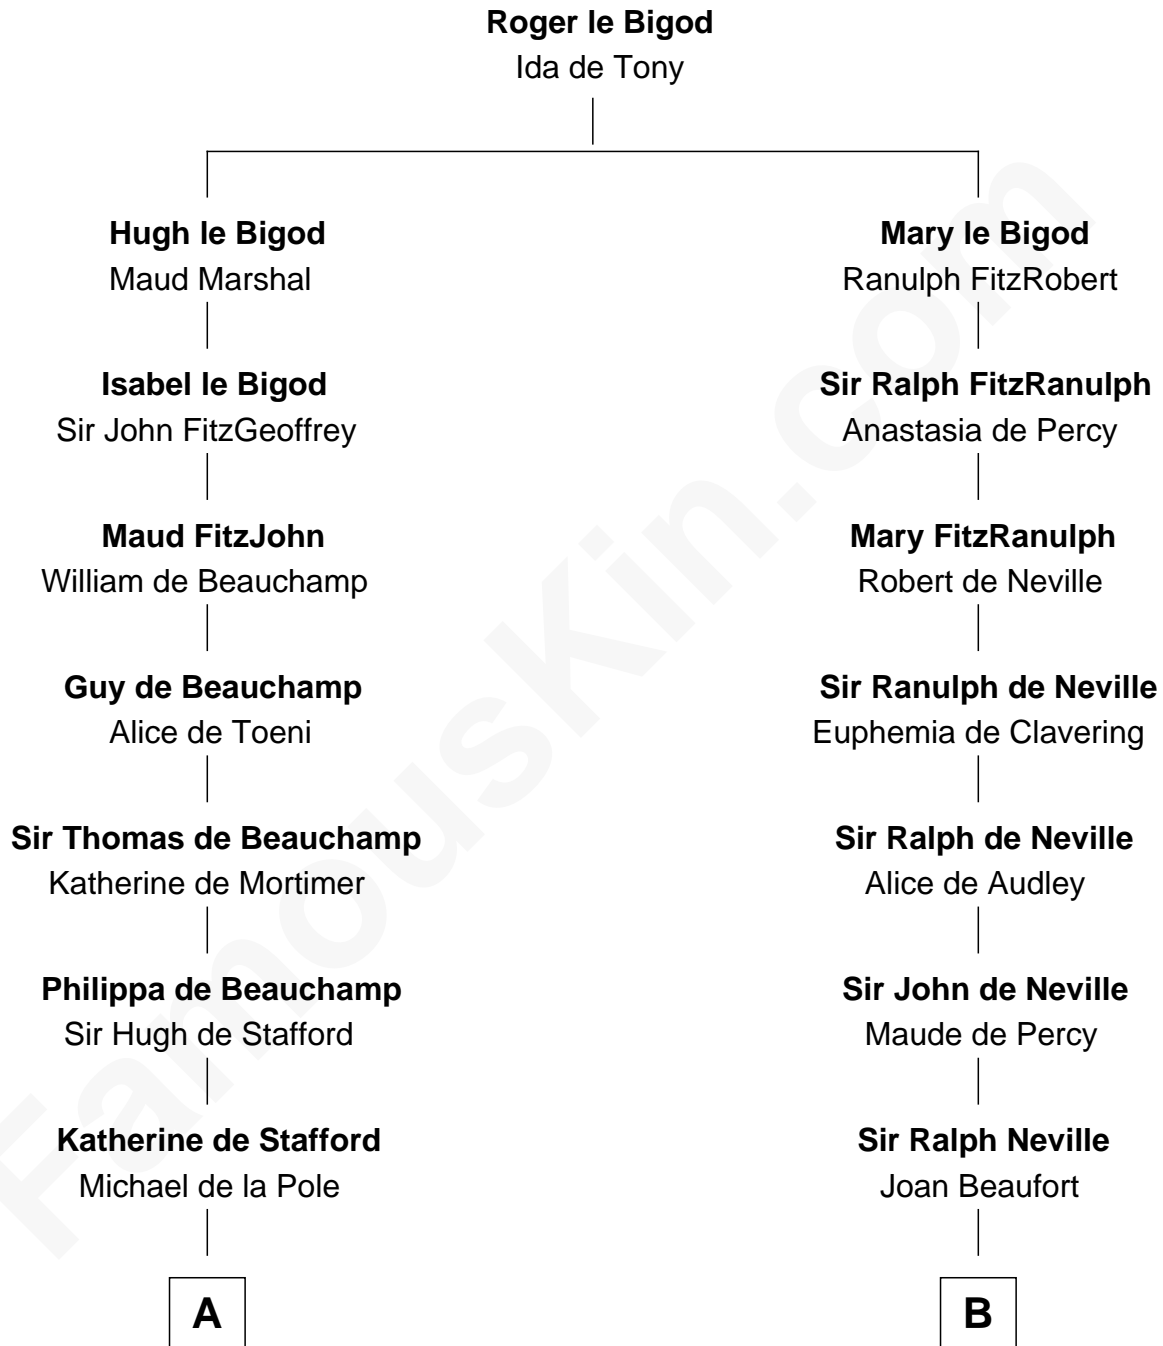 Roger le Bigod
Ida de Tony
Hugh le Bigod
Maud Marshal
Mary le Bigod
Ranulph FitzRobert
Isabel le Bigod
Sir John FitzGeoffrey
Sir Ralph FitzRanulph
Anastasia de Percy
Maud FitzJohn
William de Beauchamp
Mary FitzRanulph
Robert de Neville
Guy de Beauchamp
Alice de Toeni
Sir Ranulph de Neville
Euphemia de Clavering
Sir Thomas de Beauchamp
Katherine de Mortimer
Sir Ralph de Neville
Alice de Audley
Philippa de Beauchamp
Sir Hugh de Stafford
Sir John de Neville
Maude de Percy
Katherine de Stafford
Michael de la Pole
Sir Ralph Neville
Joan Beaufort
A
B
FamousKin.com